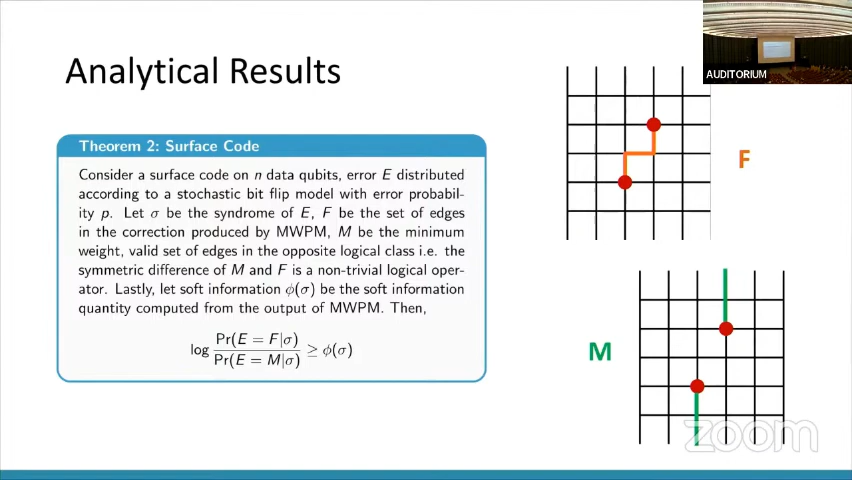 Analytical Results
AUDITORIUM
Theorem 2: Surface Code
Consider a surface code on n data qubits, error E distributed
according to a stochastic bit flip model with error probabil-
ity p. Let σ be the syndrome of E, F be the set of edges
in the correction produced by MWPM, M be the minimum
weight, valid set of edges in the opposite logical class i.e. the
symmetric difference of M and F is a non-trivial logical oper-
ator. Lastly, let soft information ϕ(σ) be the soft information
quantity computed from the output of MWPM. Then,
log Pr(E = F|σ) / Pr(E = M|σ) ≥ ϕ(σ)
F
M
zoom